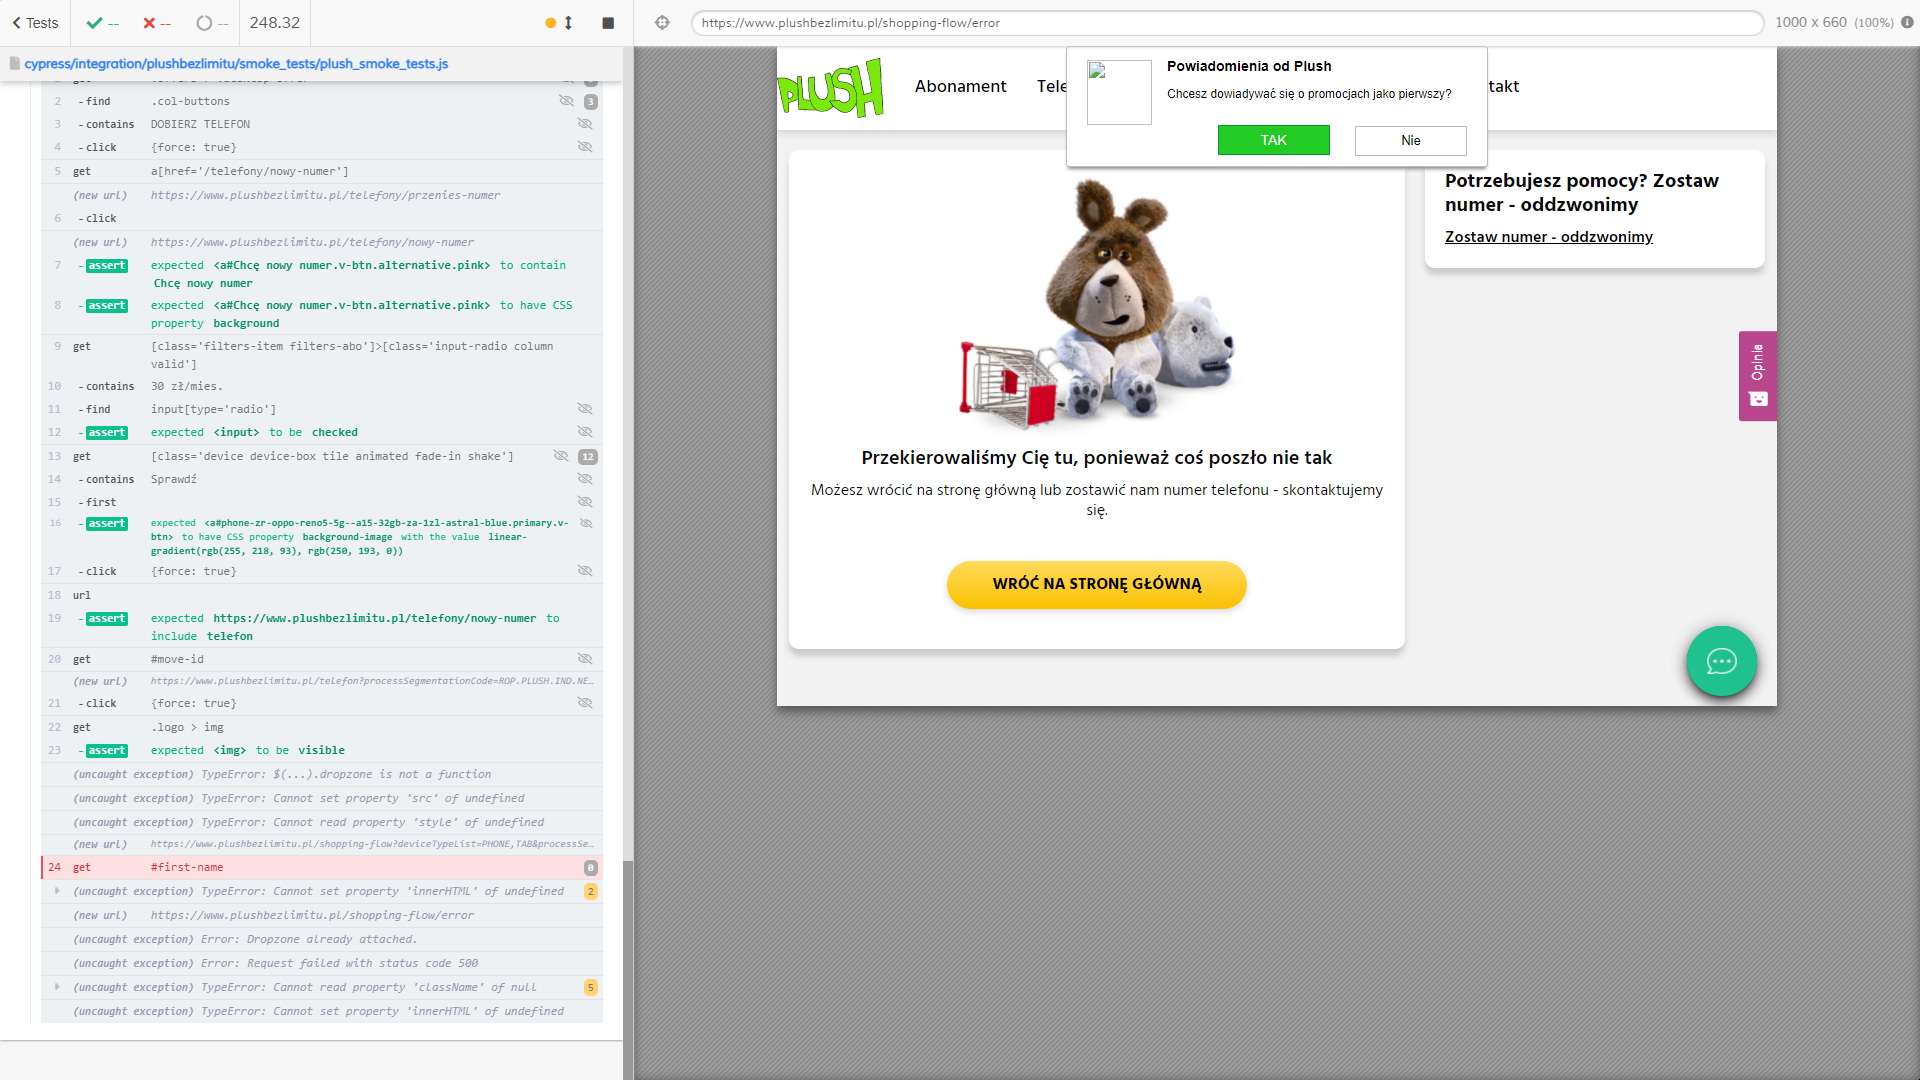 Tests
--
--
--
248.32
cypress/integration/plushbezlimitu/smoke_tests/plush_smoke_tests.js
2 -find .col-buttons 3
3 -contains DOBIERZ TELEFON
4 -click {force: true}
5 get a[href='/telefony/nowy-numer']
(new url) https://www.plushbezlimitu.pl/telefony/przenies-numer
6 -click
(new url) https://www.plushbezlimitu.pl/telefony/nowy-numer
7 -assert expected <a#Chcę nowy numer.v-btn.alternative.pink> to contain
Chcę nowy numer
8 -assert expected <a#Chcę nowy numer.v-btn.alternative.pink> to have CSS
property background
9 get [class='filters-item filters-abo']>[class='input-radio column
valid']
10 -contains 30 zł/mies.
11 -find input[type='radio']
12 -assert expected <input> to be checked
13 get [class='device device-box tile animated fade-in shake'] 12
14 -contains Sprawdź
15 -first
16 -assert expected <a#phone-zr-oppo-reno5-5g--a15-32gb-za-1zl-astral-blue.primary.v-
btn> to have CSS property background-image with the value linear-
gradient(rgb(255, 218, 93), rgb(250, 193, 0))
17 -click {force: true}
18 url
19 -assert expected https://www.plushbezlimitu.pl/telefony/nowy-numer to
include telefon
20 get #move-id
(new url) https://www.plushbezlimitu.pl/telefon?processSegmentationCode=ROP.PLUSH.IND.NE…
21 -click {force: true}
22 get .logo > img
23 -assert expected <img> to be visible
(uncaught exception) TypeError: $(...).dropzone is not a function
(uncaught exception) TypeError: Cannot set property 'src' of undefined
(uncaught exception) TypeError: Cannot read property 'style' of undefined
(new url) https://www.plushbezlimitu.pl/shopping-flow?deviceTypeList=PHONE,TAB&processSe…
24 get #first-name 0
(uncaught exception) TypeError: Cannot set property 'innerHTML' of undefined 2
(new url) https://www.plushbezlimitu.pl/shopping-flow/error
(uncaught exception) Error: Dropzone already attached.
(uncaught exception) Error: Request failed with status code 500
(uncaught exception) TypeError: Cannot read property 'className' of null 5
(uncaught exception) TypeError: Cannot set property 'innerHTML' of undefined
https://www.plushbezlimitu.pl/shopping-flow/error
1000 x 660 (100%)
PLUSH
Abonament
Powiadomienia od Plush
Chcesz dowiadywać się o promocjach jako pierwszy?
TAK
Nie
Przekierowaliśmy Cię tu, ponieważ coś poszło nie tak
Możesz wrócić na stronę główną lub zostawić nam numer telefonu - skontaktujemy
się.
WRÓĆ NA STRONĘ GŁÓWNĄ
Potrzebujesz pomocy? Zostaw
numer - oddzwonimy
Zostaw numer - oddzwonimy
Opinia